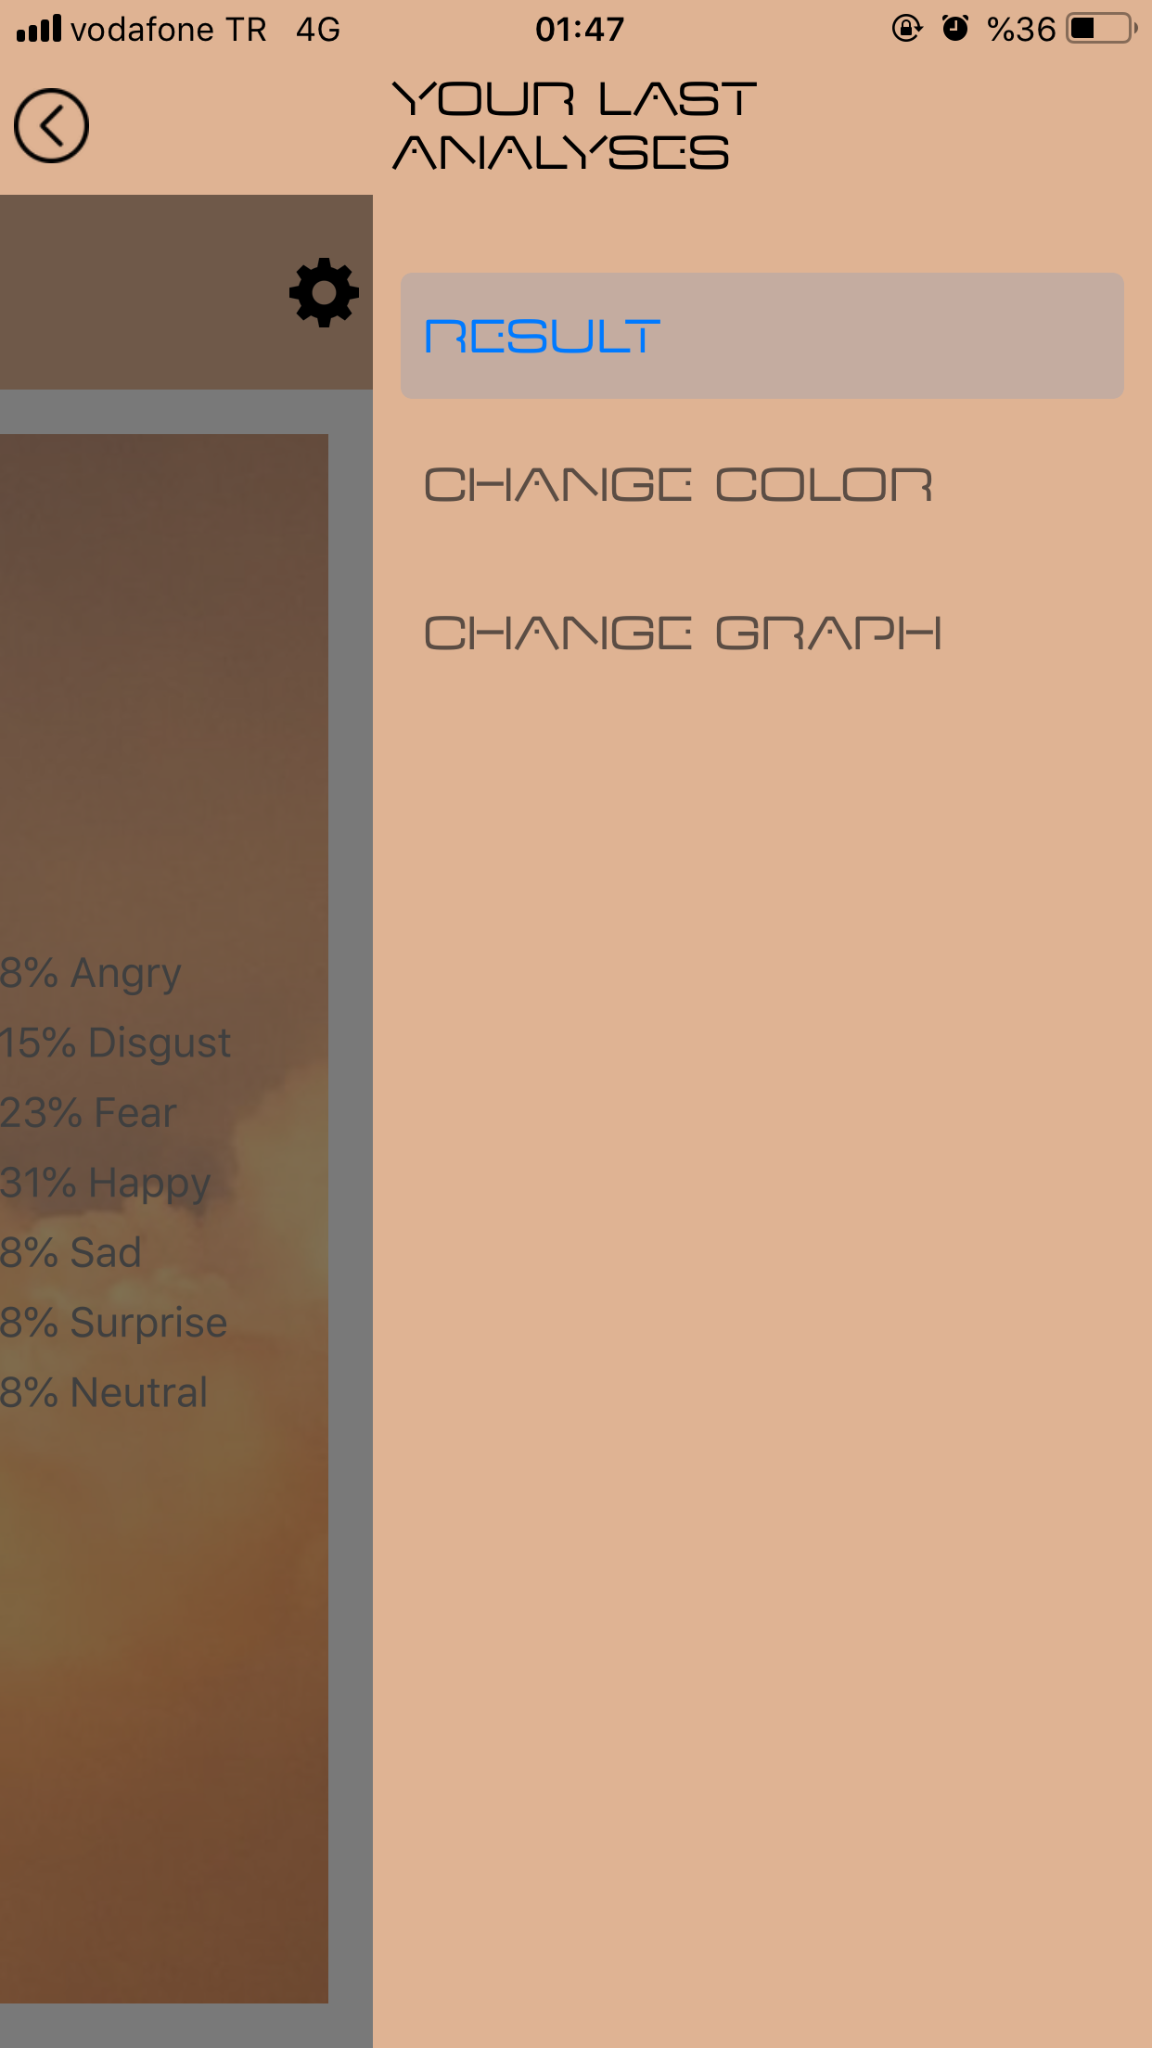 vodafone TR 4G 01:47 %36
YOUR LAST
ANALYSES
RESULT
CHANGE COLOR
CHANGE GRAPH
8% Angry
15% Disgust
23% Fear
31% Happy
8% Sad
8% Surprise
8% Neutral